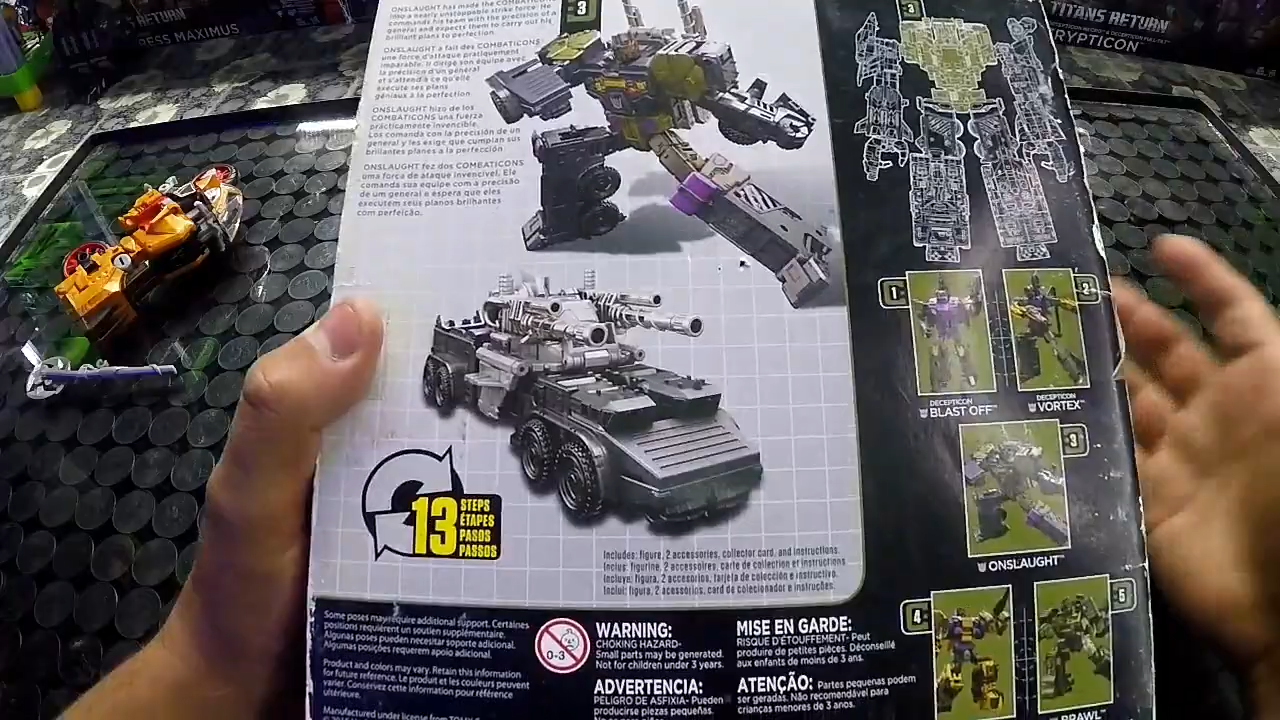 ONSLAUGHT has made the COMBATICONS
into a nearly unstoppable strike force. He
commands his team with the precision of a
general and expects them to carry out his
brilliant plans to perfection.
ONSLAUGHT a fait des COMBATICONS
une force d'attaque pratiquement
imparable. Il dirige son équipe avec
la précision d'un général
et s'attend à ce qu'elle
exécute ses plans
géniaux à la perfection.
ONSLAUGHT hizo de los
COMBATICONS una fuerza
prácticamente invencible.
Los comanda con la precisión de un
general y les exige que cumplan sus
brillantes planes a la perfección.
ONSLAUGHT fez dos COMBATICONS
uma força de ataque invencível. Ele
comanda sua equipe com a precisão
de um general e espera que eles
executem seus planos brilhantes
com perfeição.
3
3
RETURN
RESS MAXIMUS
TITANS RETURN
RYPTICON
1
2
DECEPTICON
BLAST OFF™
DECEPTICON
VORTEX™
3
ONSLAUGHT™
4
5
BRAWL™
13
STEPS
ÉTAPES
PASOS
PASSOS
Includes: figure, 2 accessories, collector card, and instructions.
Inclus: figurine, 2 accessoires, carte de collection et instructions
Incluye: figura, 2 accesorios, tarjeta de colección e instructivo.
Inclui: figura, 2 acessórios, card de colecionador e instruções.
Some poses may require additional support. Certaines
positions requièrent un soutien supplémentaire.
Algunas poses pueden necesitar soporte adicional.
Algumas posições requerem apoio adicional.
Product and colors may vary. Retain this information
for future reference. Le produit et les couleurs peuvent
varier. Conservez cette information pour référence
ultérieure.
Manufactured under license from TOMY
0-3
WARNING:
CHOKING HAZARD-
Small parts may be generated.
Not for children under 3 years.
MISE EN GARDE:
RISQUE D'ÉTOUFFEMENT- Peut
produire de petites pièces. Déconseillé
aux enfants de moins de 3 ans.
ADVERTENCIA:
PELIGRO DE ASFIXIA- Pueden
producirse piezas pequeñas.
ATENÇÃO: Partes pequenas podem
ser geradas. Não recomendável para
crianças menores de 3 anos.